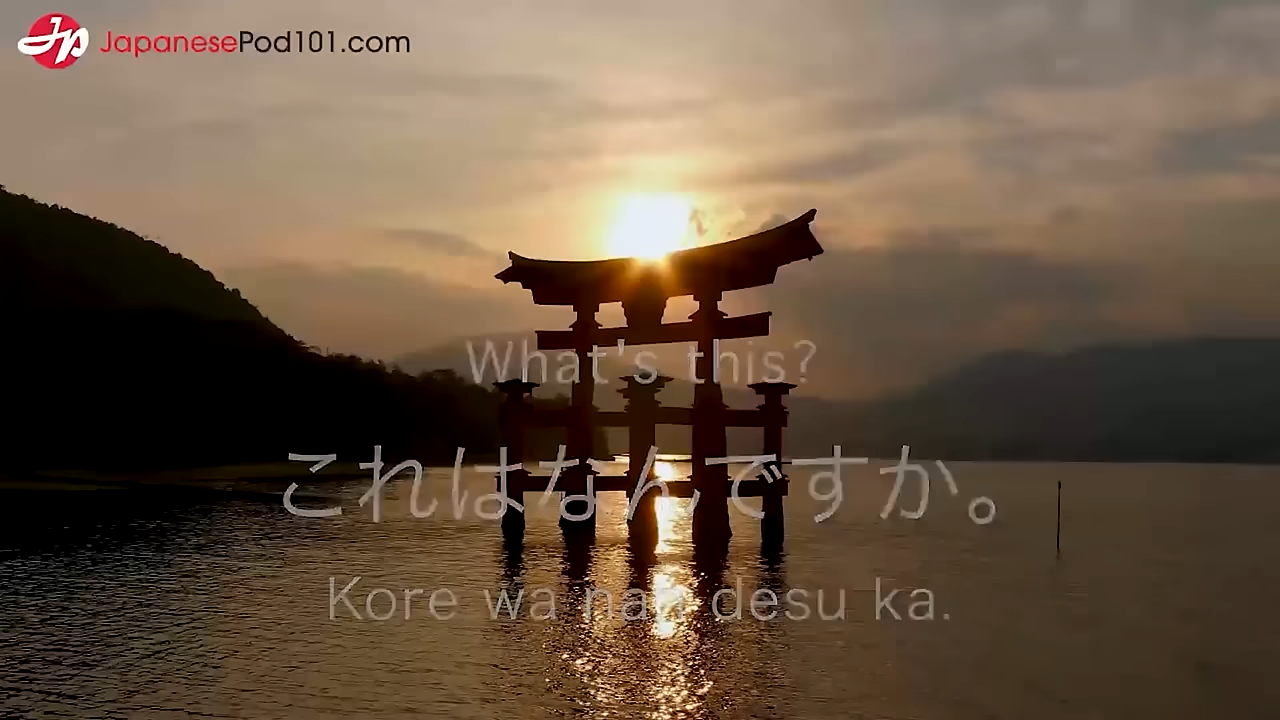 JapanesePod101.com
What's this?
これはなんですか。
Kore wa nan desu ka.